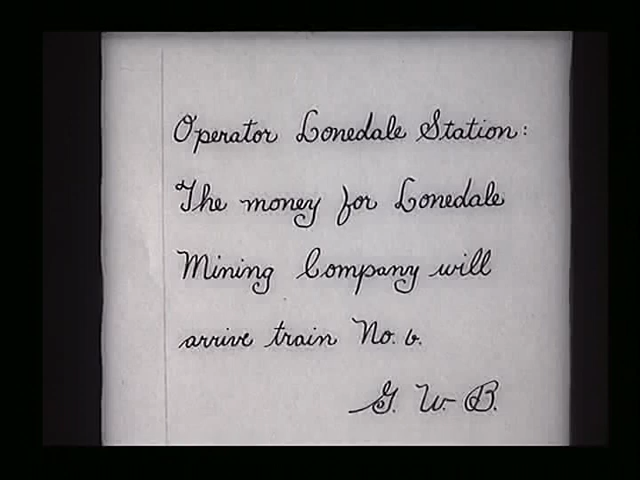 Operator Lonedale Station:
The money for Lonedale
Mining Company will
arrive train No. 6.
G. W. B.